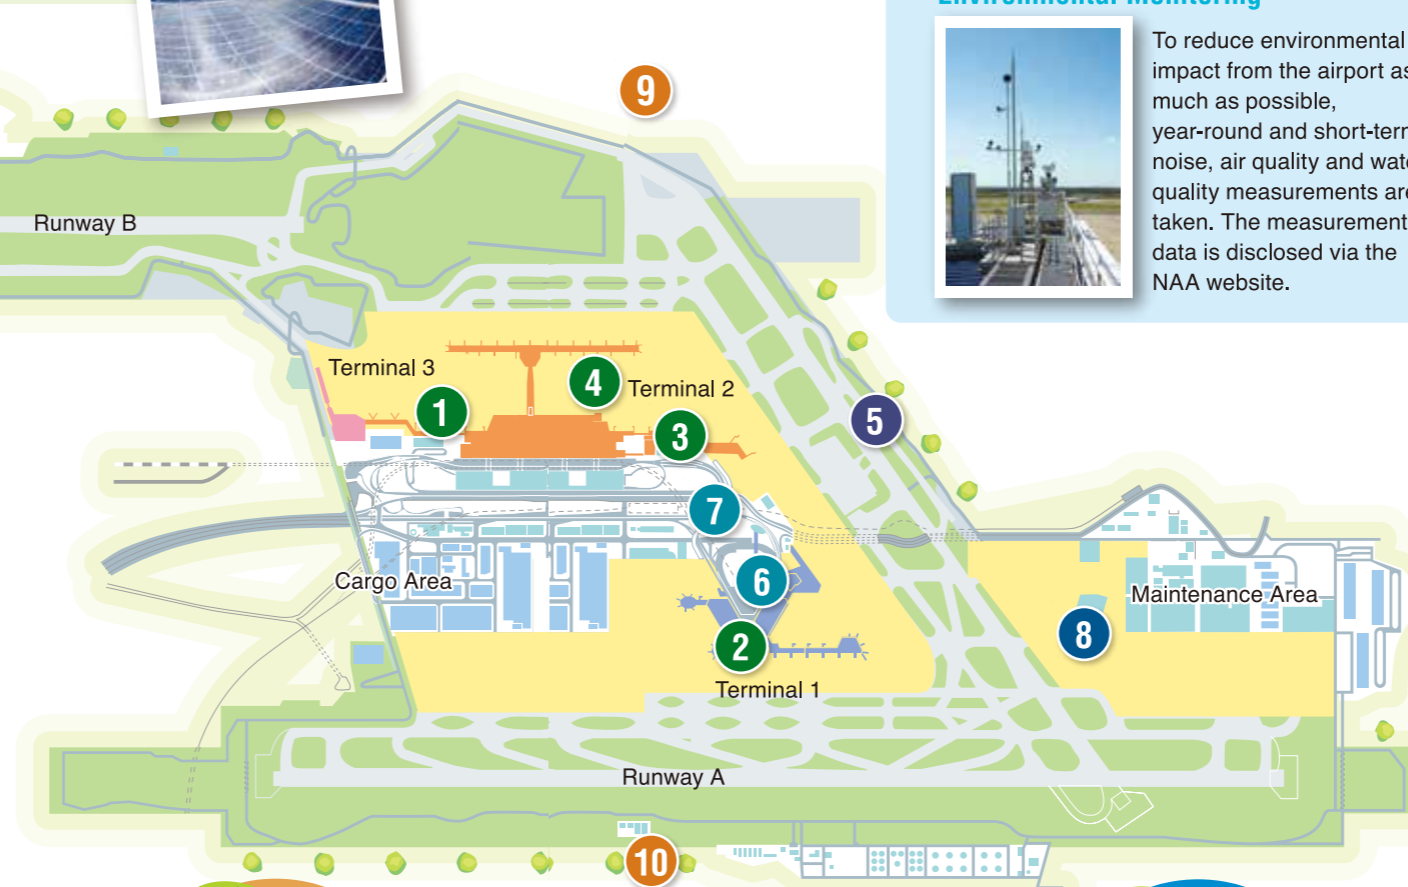 Environmental Monitoring
To reduce environmental
impact from the airport as
much as possible,
year-round and short-term
noise, air quality and water
quality measurements are
taken. The measurement
data is disclosed via the
NAA website.
9
Runway B
Terminal 3
4
Terminal 2
1
3
5
7
Cargo Area
6
Maintenance Area
8
2
Terminal 1
Runway A
10